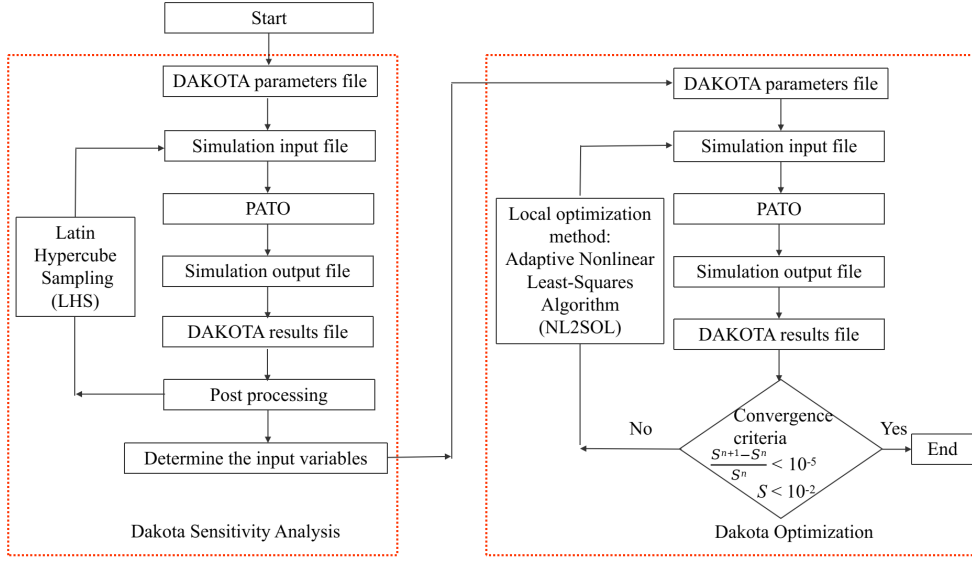 Start
DAKOTA parameters file
Simulation input file
PATO
Latin
Hypercube
Sampling
(LHS)
Simulation output file
DAKOTA results file
Post processing
Determine the input variables
Dakota Sensitivity Analysis
DAKOTA parameters file
Simulation input file
PATO
Local optimization
method:
Adaptive Nonlinear
Least-Squares
Algorithm
(NL2SOL)
Simulation output file
DAKOTA results file
Convergence
criteria
(Sⁿ⁺¹−Sⁿ)/Sⁿ < 10⁻⁵
S < 10⁻²
No
Yes
End
Dakota Optimization